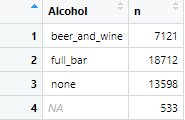 Alcohol n
1 beer_and_wine 7121
2 full_bar 18712
3 none 13598
4 NA 533